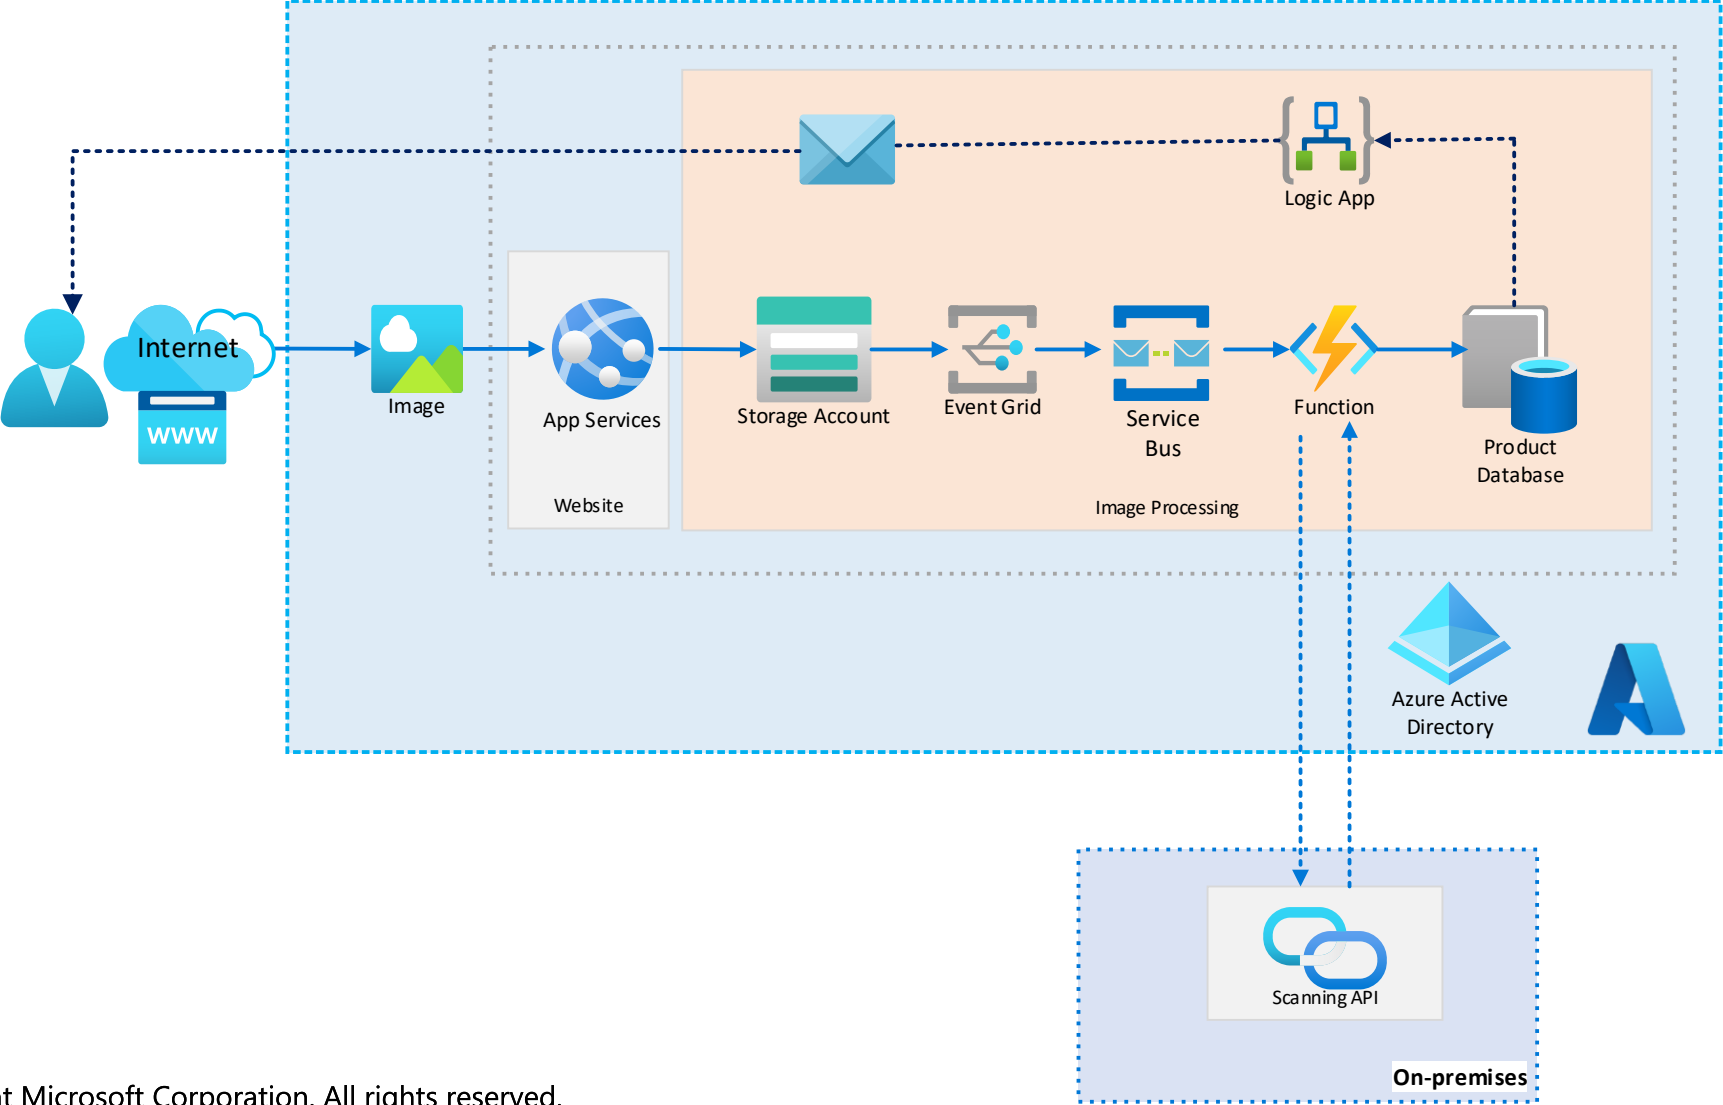 Logic App
Internet
www
Image
App Services
Storage Account
Event Grid
Service
Bus
Function
Product
Database
Website
Image Processing
Azure Active
Directory
Scanning API
On-premises
Microsoft Corporation. All rights reserved.